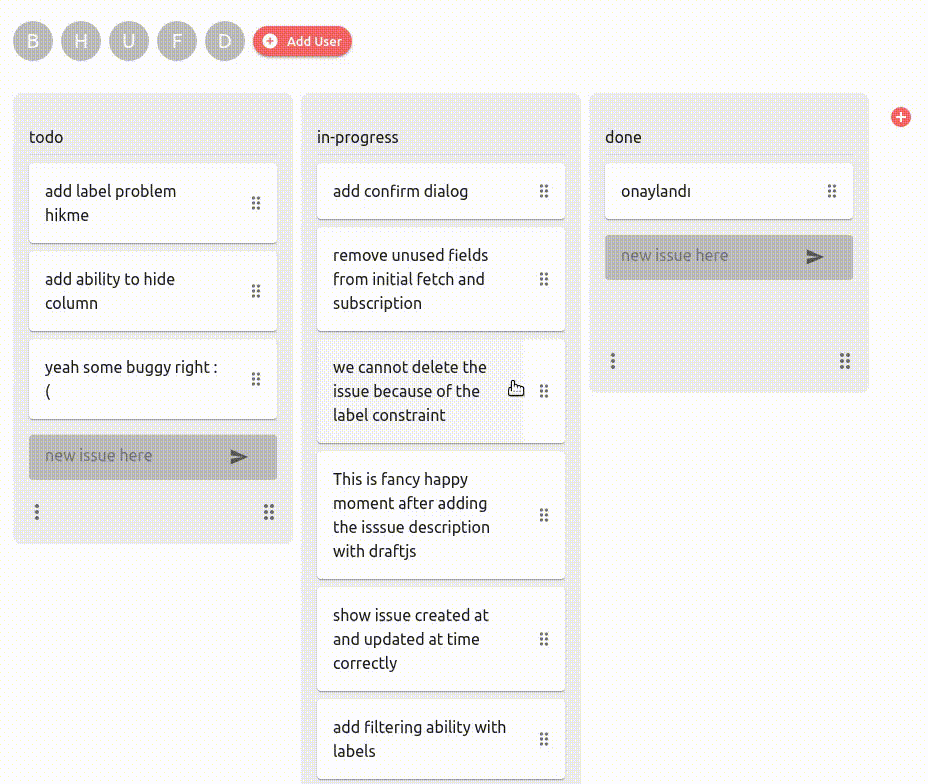 B H U F D Add User
todo
add label problem
hikme
add ability to hide
column
yeah some buggy right :
(
new issue here
in-progress
add confirm dialog
remove unused fields
from initial fetch and
subscription
we cannot delete the
issue because of the
label constraint
This is fancy happy
moment after adding
the isssue description
with draftjs
show issue created at
and updated at time
correctly
add filtering ability with
labels
done
onaylandı
new issue here